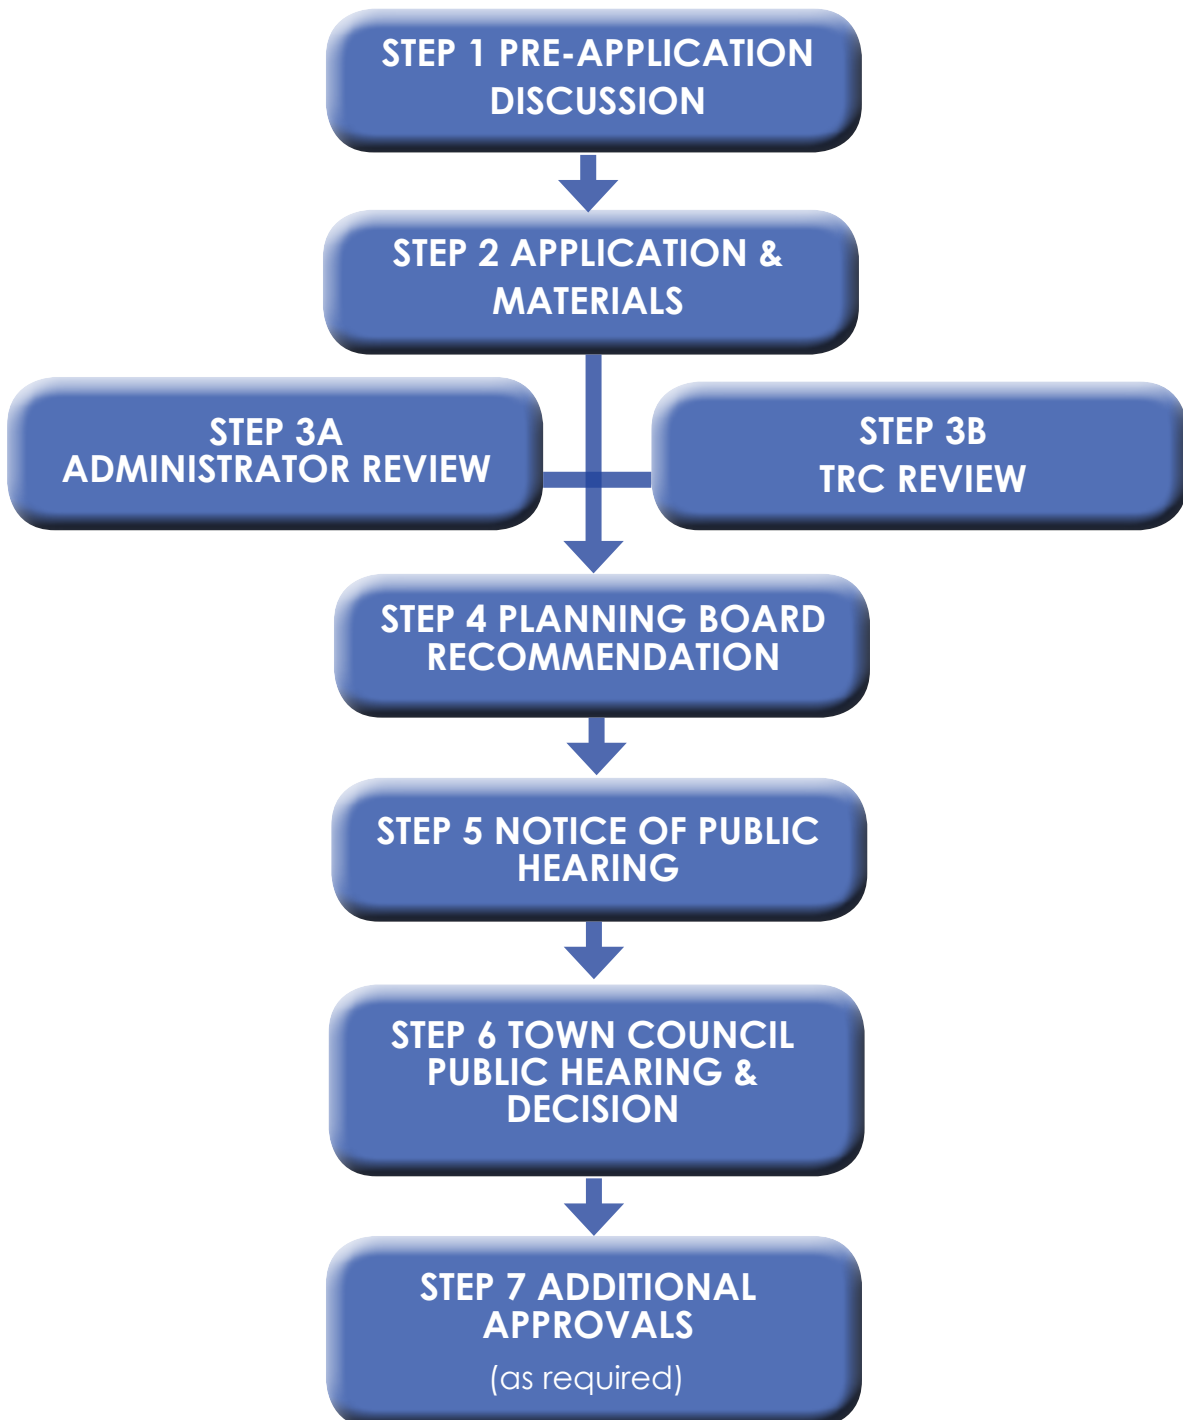 STEP 1 PRE-APPLICATION
DISCUSSION
STEP 2 APPLICATION &
MATERIALS
STEP 3A
ADMINISTRATOR REVIEW
STEP 3B
TRC REVIEW
STEP 4 PLANNING BOARD
RECOMMENDATION
STEP 5 NOTICE OF PUBLIC
HEARING
STEP 6 TOWN COUNCIL
PUBLIC HEARING &
DECISION
STEP 7 ADDITIONAL
APPROVALS
(as required)